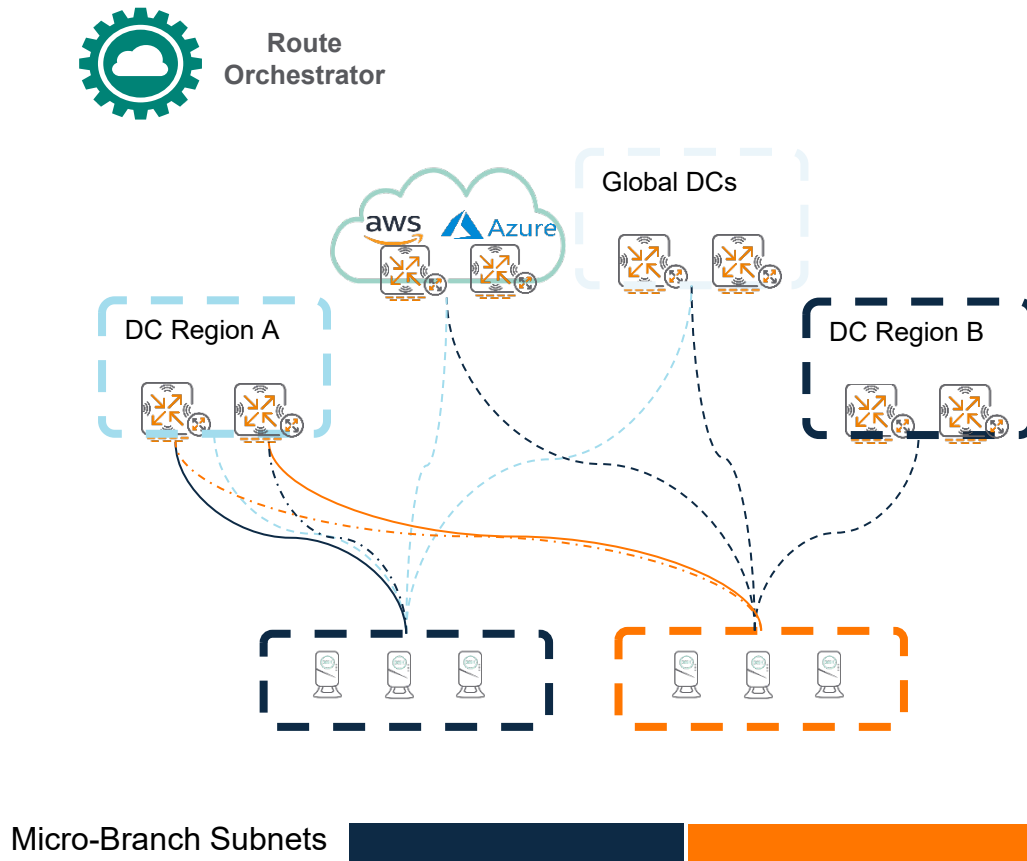 Route
Orchestrator
aws
Azure
Global DCs
DC Region A
DC Region B
Micro-Branch Subnets